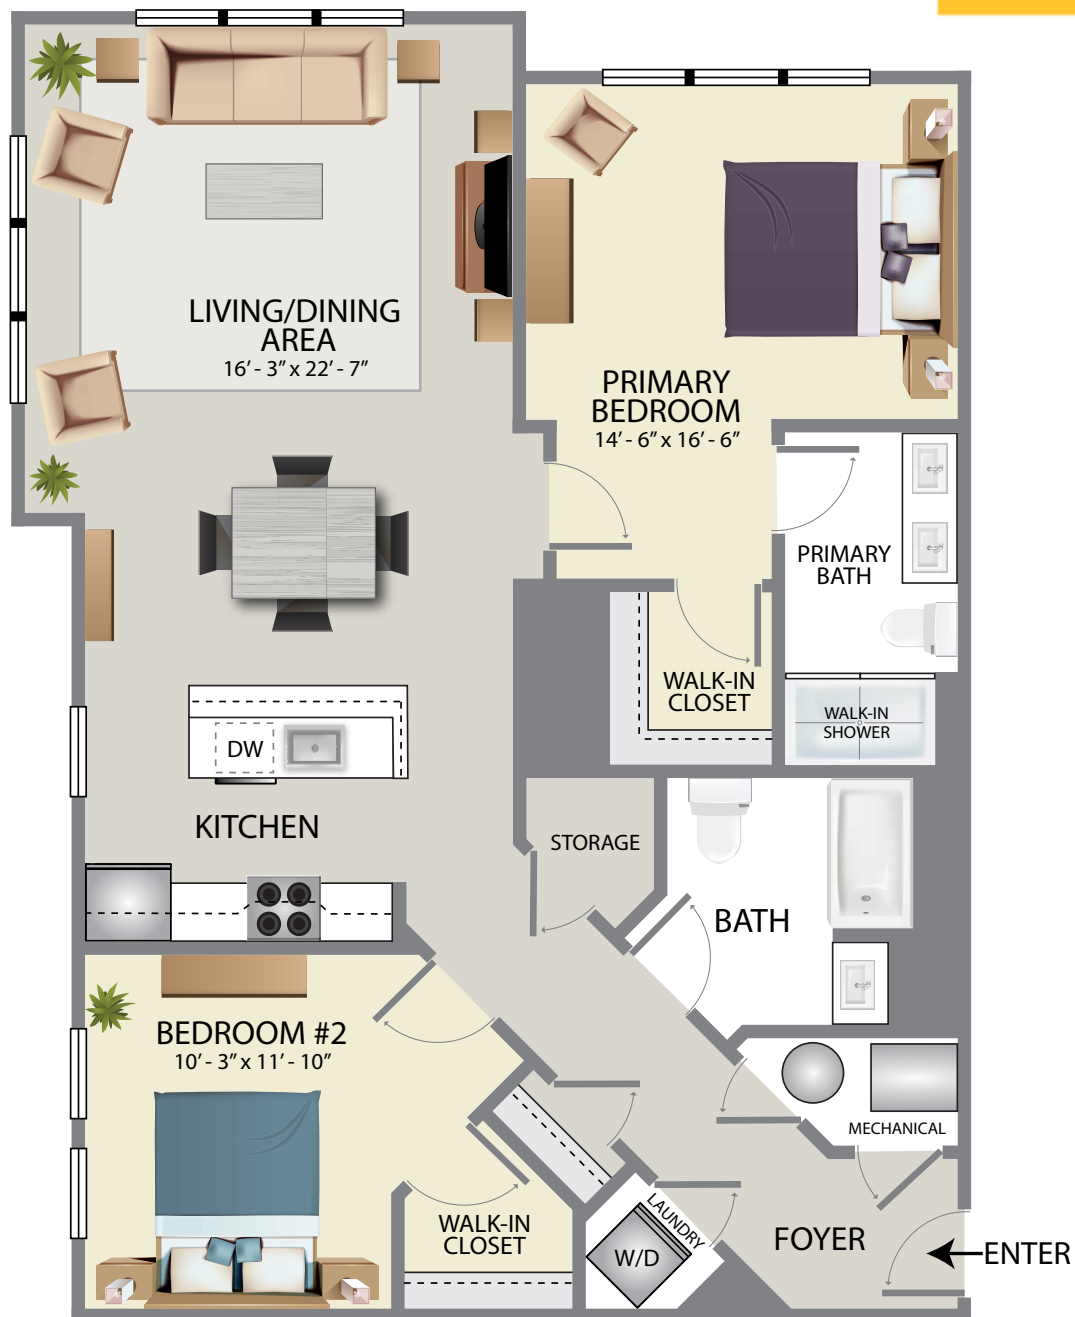 LIVING/DINING
AREA
16' - 3" x 22' - 7"
PRIMARY
BEDROOM
14' - 6" x 16' - 6"
PRIMARY
BATH
WALK-IN
CLOSET
WALK-IN
SHOWER
DW
KITCHEN
STORAGE
BATH
BEDROOM #2
10' - 3" x 11' - 10"
MECHANICAL
LAUNDRY
W/D
WALK-IN
CLOSET
FOYER
ENTER